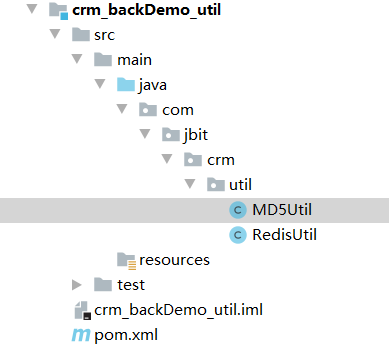 crm_backDemo_util
src
main
java
com
jbit
crm
util
MD5Util
RedisUtil
resources
test
crm_backDemo_util.iml
pom.xml